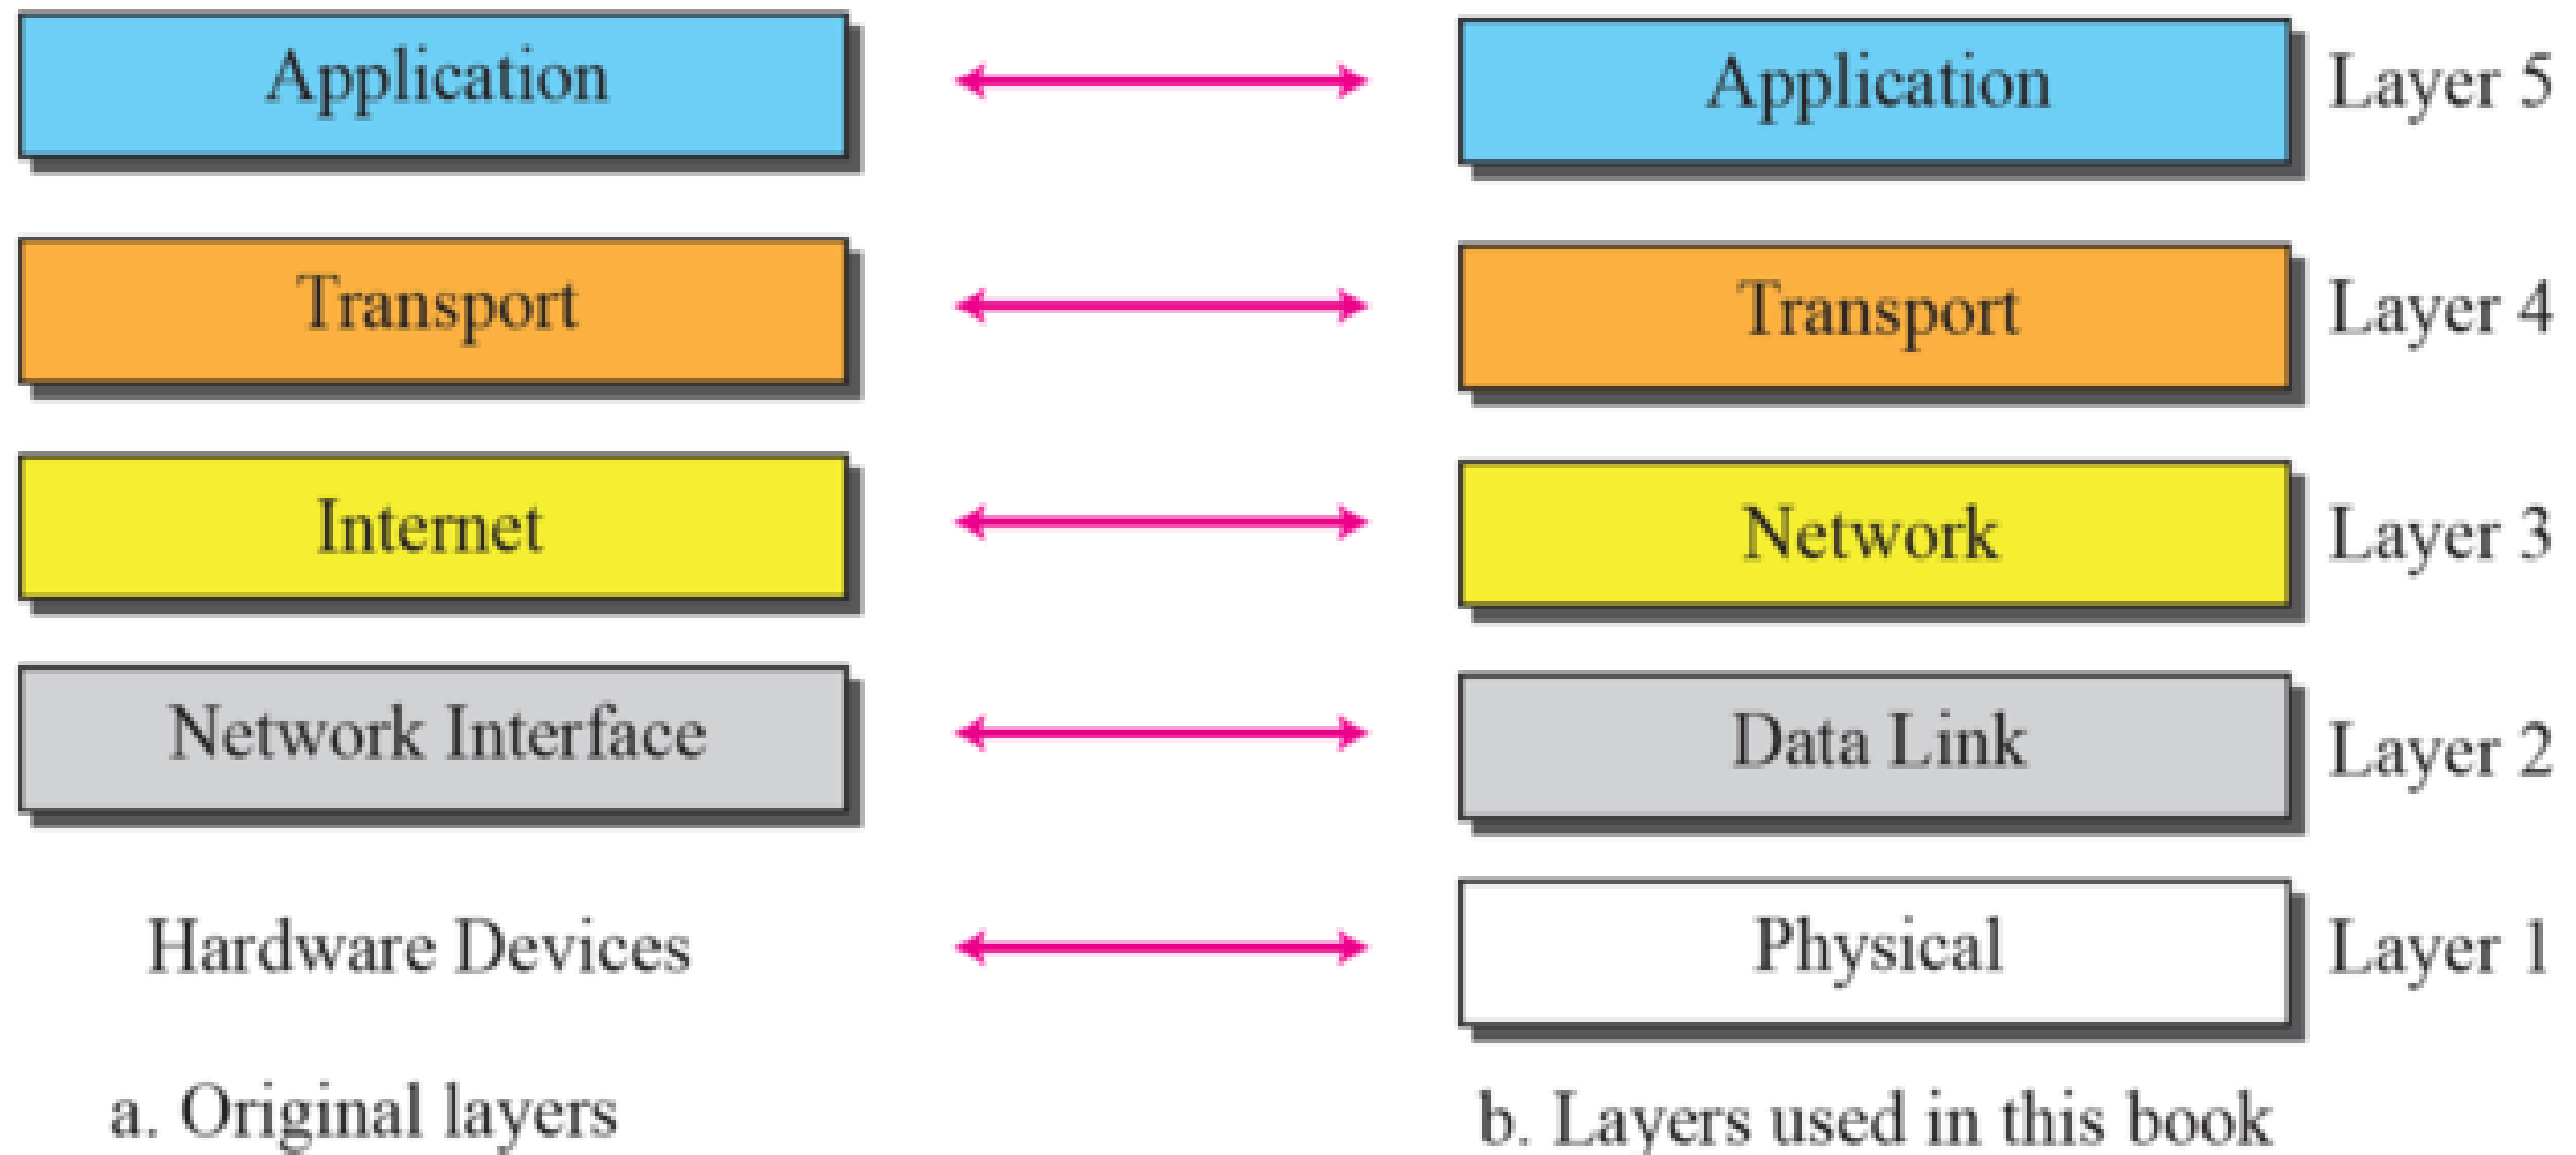 Application
Application
Layer 5
Transport
Transport
Layer 4
Internet
Network
Layer 3
Network Interface
Data Link
Layer 2
Hardware Devices
Physical
Layer 1
a. Original layers
b. Layers used in this book